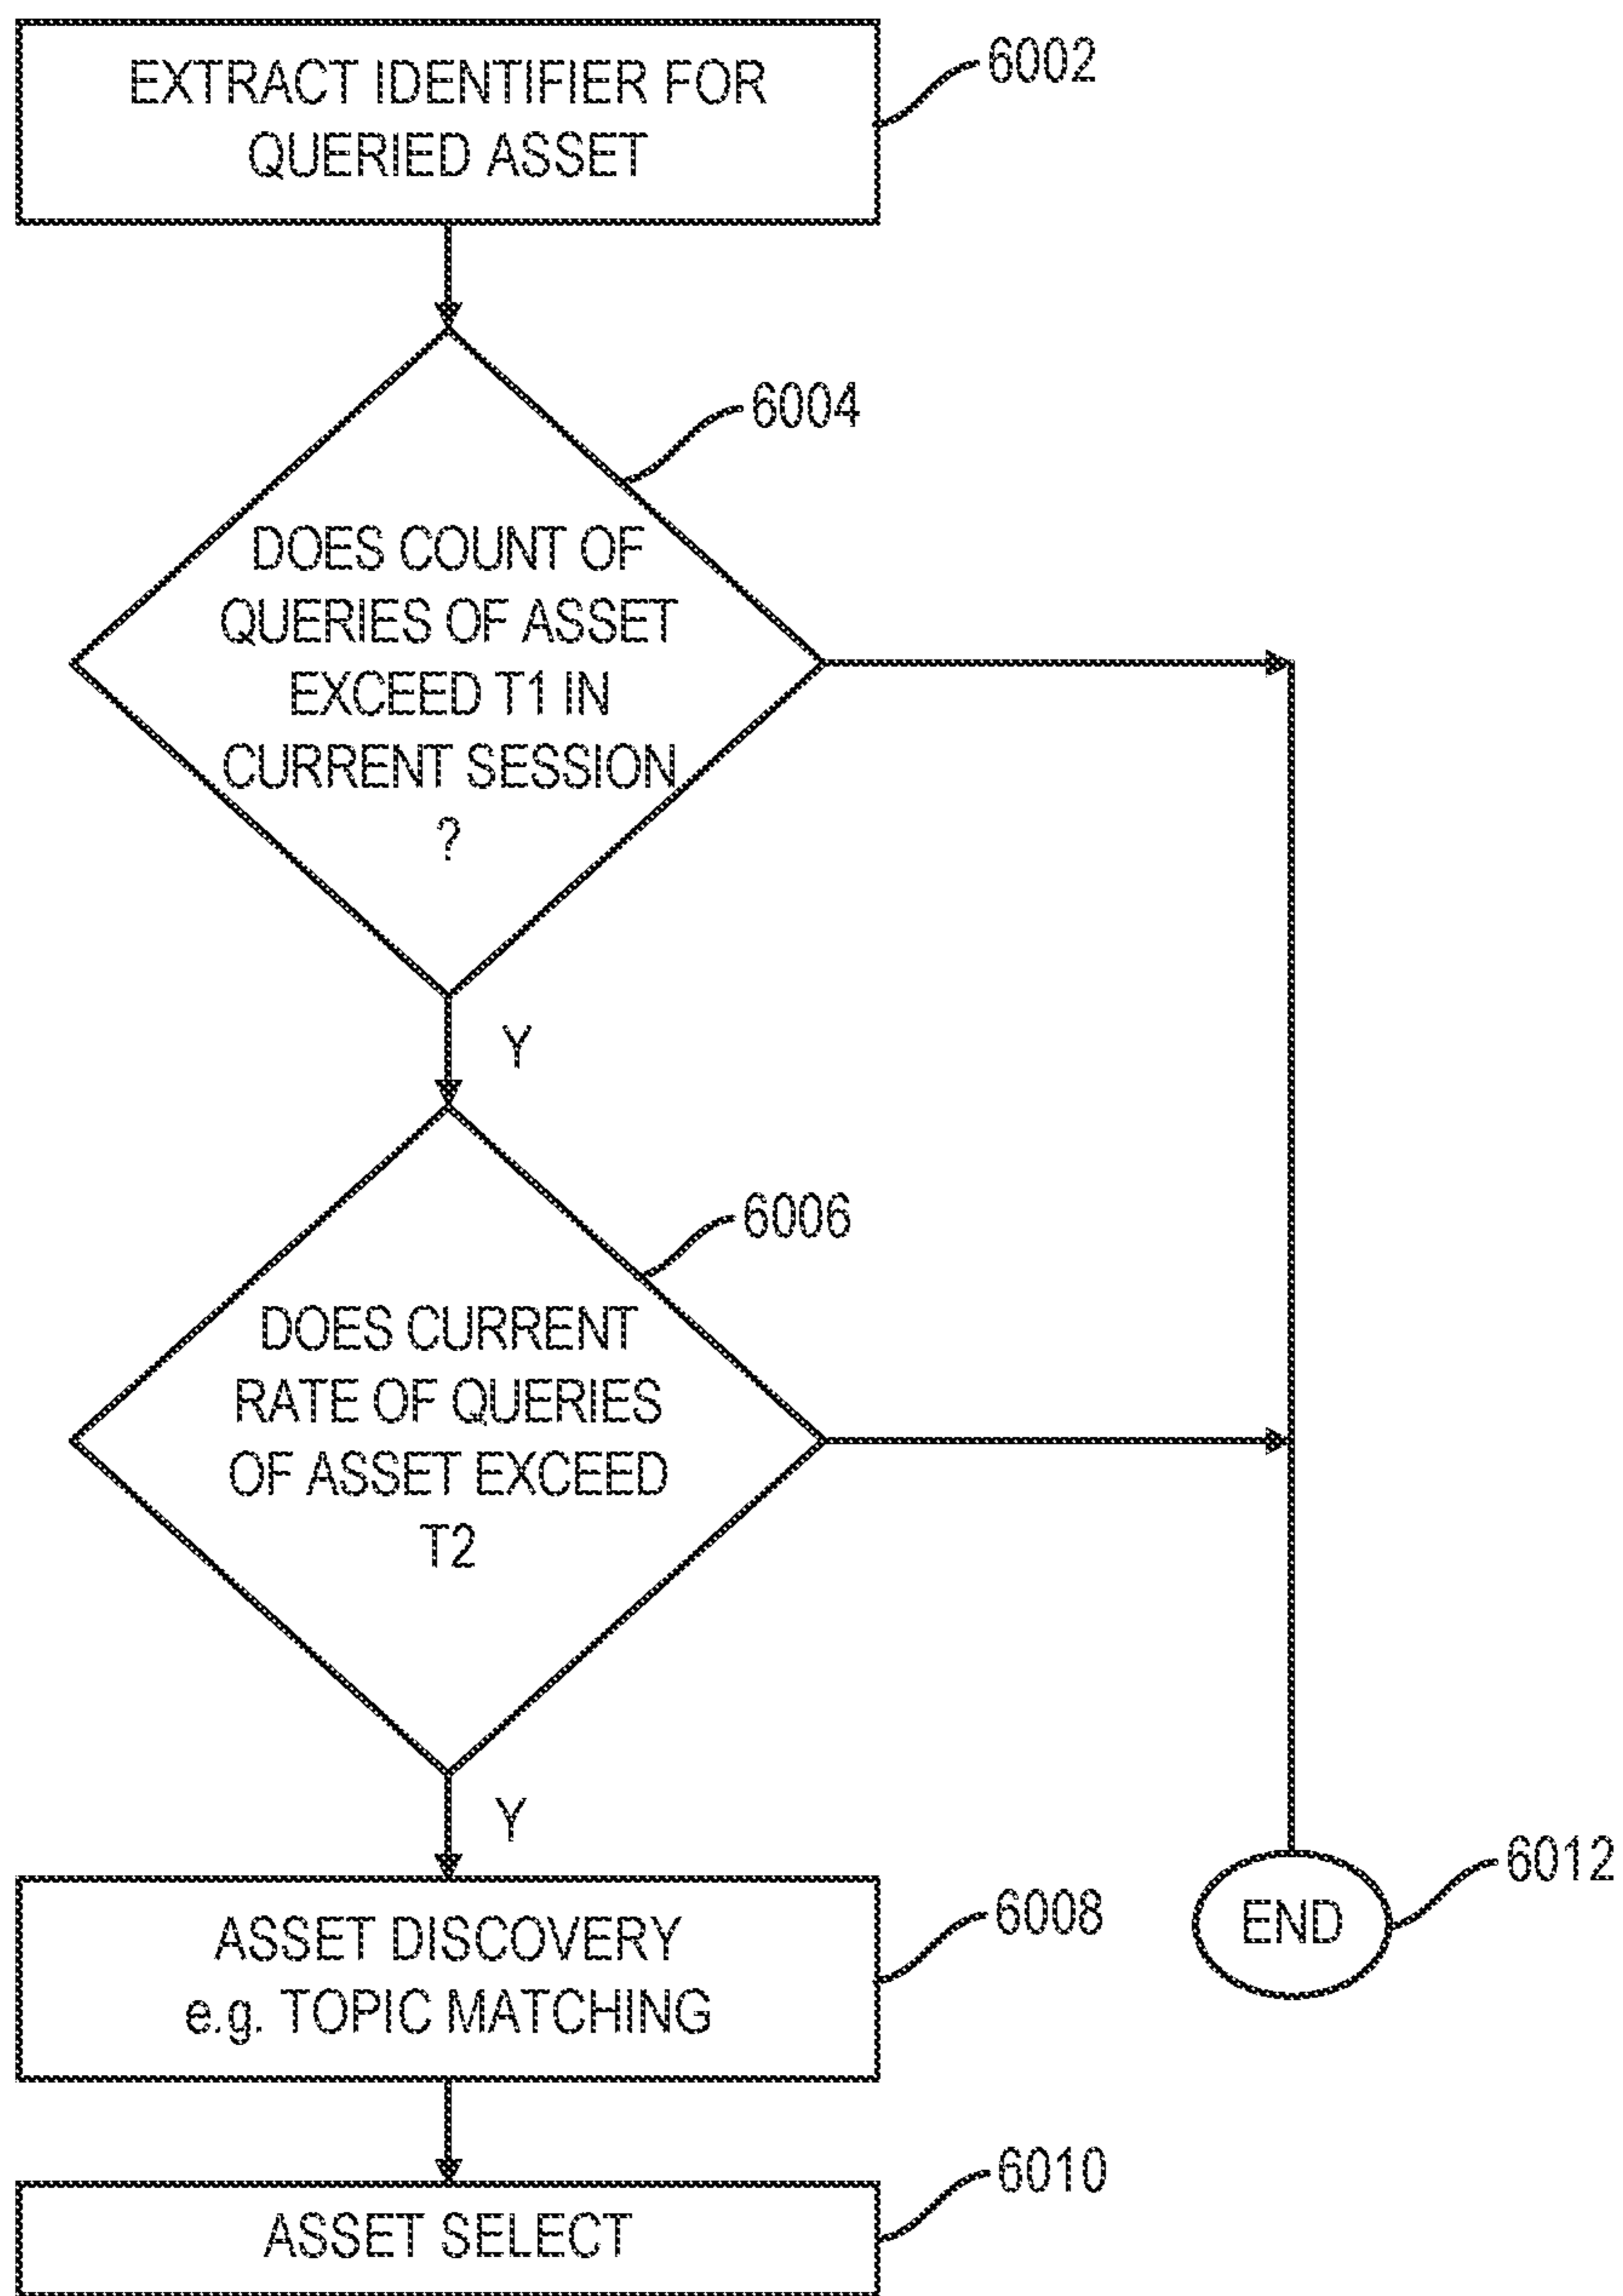 EXTRACT IDENTIFIER FOR
QUERIED ASSET
6002
6004
DOES COUNT OF
QUERIES OF ASSET
EXCEED T1 IN
CURRENT SESSION
?
Y
6006
DOES CURRENT
RATE OF QUERIES
OF ASSET EXCEED
T2
Y
ASSET DISCOVERY
e.g. TOPIC MATCHING
6008
END
6012
ASSET SELECT
6010